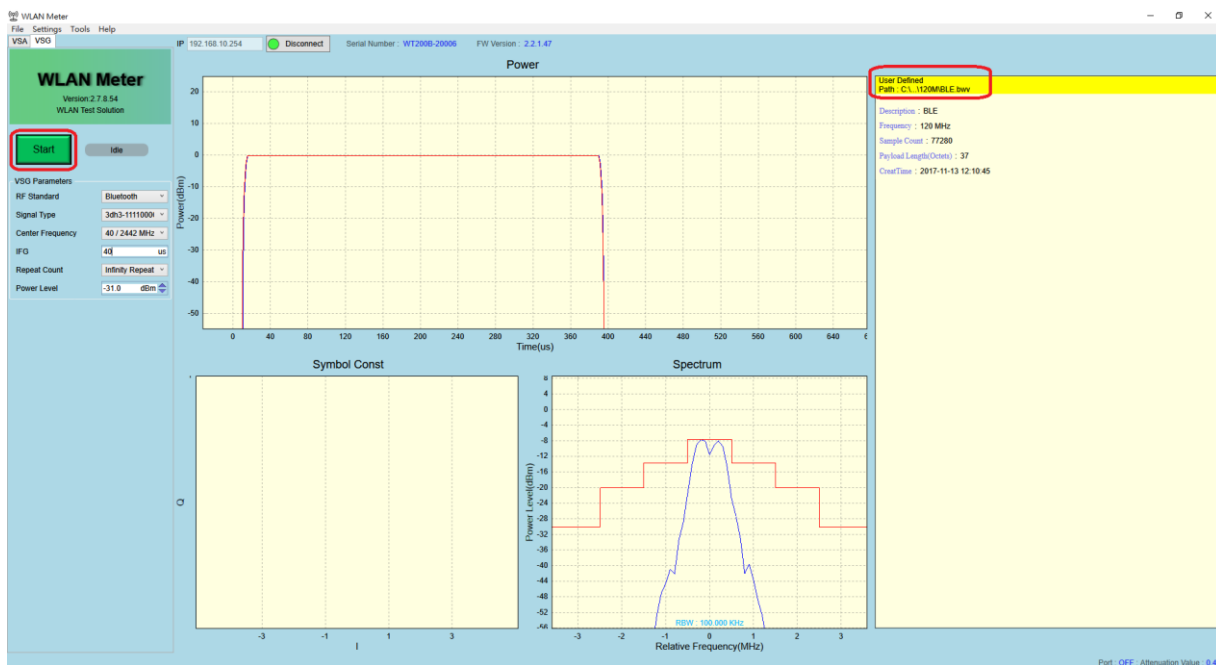 WLAN Meter
File Settings Tools Help
VSA VSG
IP 192.168.10.254 Disconnect Serial Number : WT200B-20006 FW Version : 2.2.1.47
WLAN Meter
Version:2.7.8.54
WLAN Test Solution
Start Idle
VSG Parameters
RF Standard Bluetooth
Signal Type 3dh3-1111000
Center Frequency 40 / 2442 MHz
IFG 40 us
Repeat Count Infinity Repeat
Power Level -31.0 dBm
Power
Power(dBm)
20
10
0
-10
-20
-30
-40
-50
0 40 80 120 160 200 240 280 320 360 400 440 480 520 560 600 640
Time(us)
User Defined
Path : C:\...\120M\BLE.bwv
Description : BLE
Frequency : 120 MHz
Sample Count : 77280
Payload Length(Octets) : 37
CreatTime : 2017-11-13 12:10:45
Symbol Const
Q
-3 -1 1 3
I
Spectrum
Power Level(dBm)
8
4
0
-4
-8
-12
-16
-20
-24
-28
-32
-36
-40
-44
-48
-52
-56
RBW : 100.000 KHz
-3 -2 -1 0 1 2 3
Relative Frequency(MHz)
Port : OFF Attenuation Value : 0.4